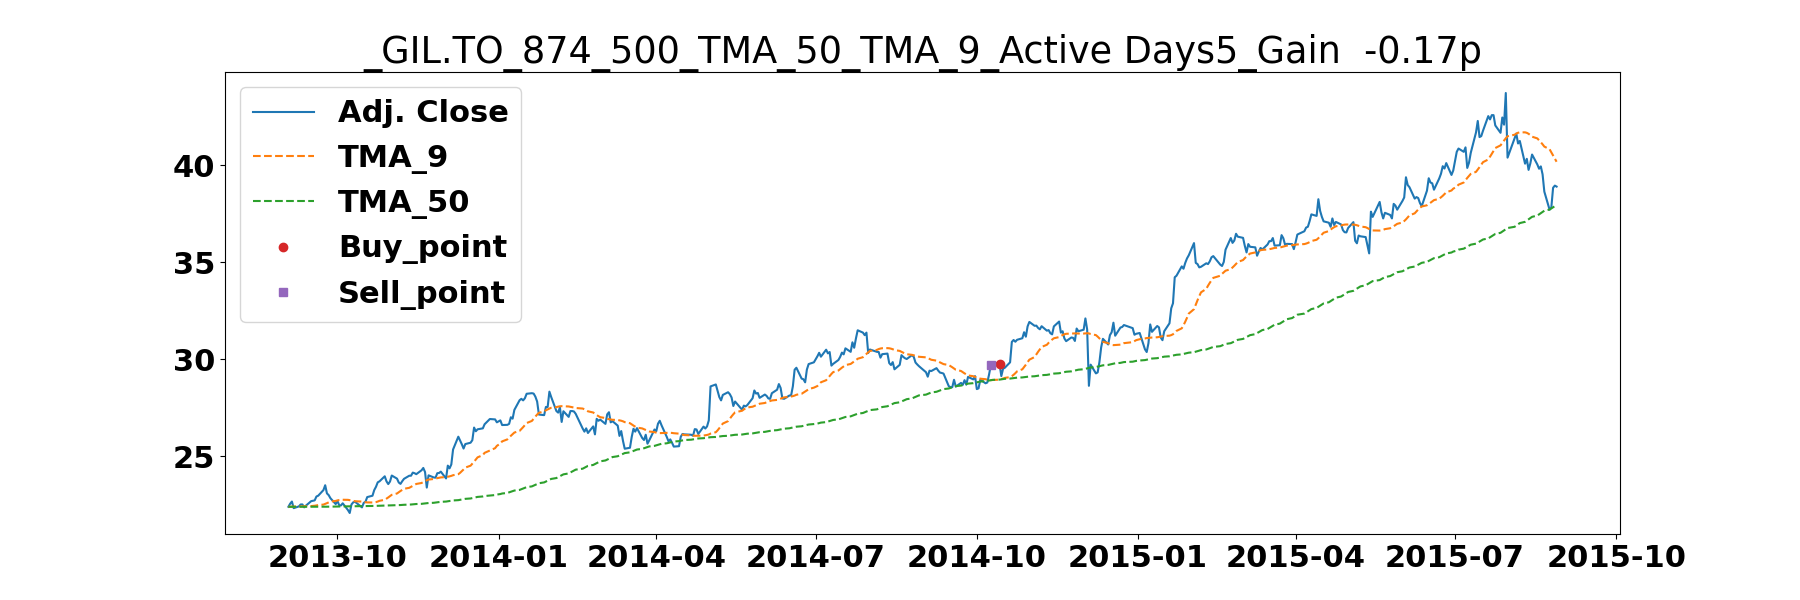 _GIL.TO_874_500_TMA_50_TMA_9_Active Days5_Gain  -0.17p
Adj. Close
TMA_9
TMA_50
Buy_point
Sell_point
40
35
30
25
2013-10 2014-01 2014-04 2014-07 2014-10 2015-01 2015-04 2015-07 2015-10